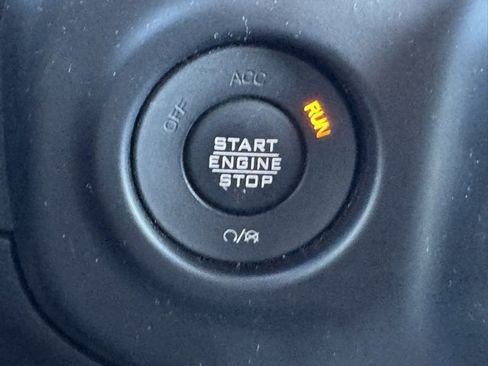 ACC
OFF
RUN
START
ENGINE
STOP